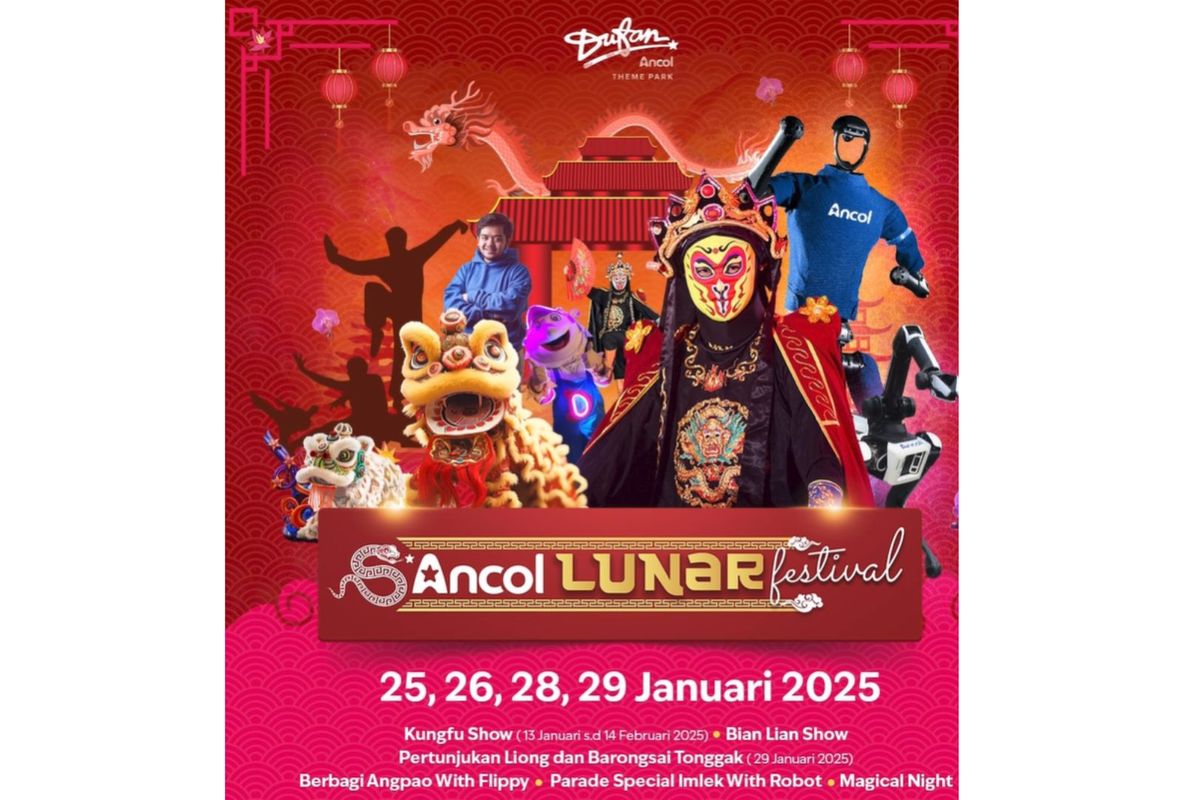 Dufan
Ancol
THEME PARK
Ancol
D
Ancol LUNAR festival
25, 26, 28, 29 Januari 2025
Kungfu Show ( 13 Januari s.d 14 Februari 2025) • Bian Lian Show
Pertunjukan Liong dan Barongsai Tonggak ( 29 Januari 2025)
Berbagi Angpao With Flippy • Parade Special Imlek With Robot • Magical Night